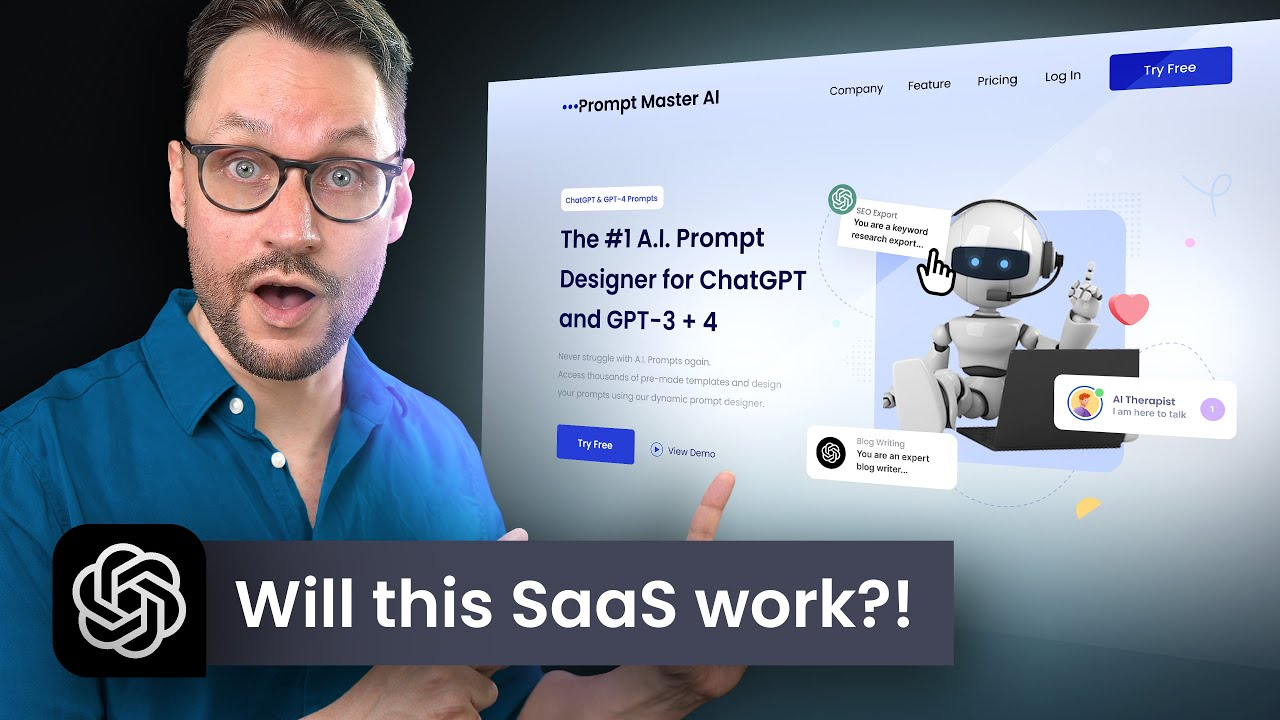 •••Prompt Master AI
Company
Feature
Pricing
Log In
Try Free
ChatGPT & GPT-4 Prompts
The #1 A.I. Prompt
Designer for ChatGPT
and GPT-3 + 4
Never struggle with A.I. Prompts again.
Access thousands of pre-made templates and design
your prompts using our dynamic prompt designer.
Try Free
View Demo
SEO Export
You are a keyword
research export...
AI Therapist
I am here to talk
1
Blog Writing
You are an expert
blog writer...
Will this SaaS work?!